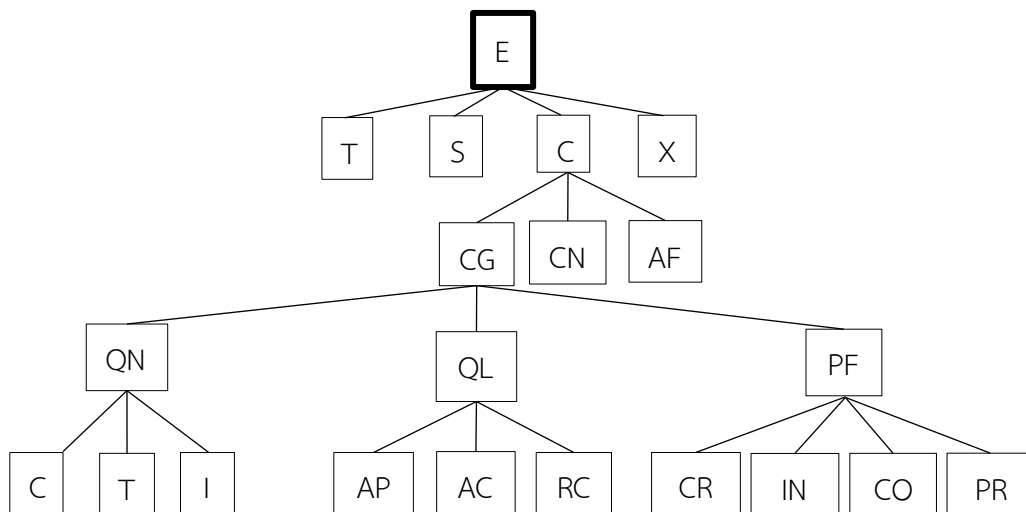 E
T S C X
CG CN AF
QN QL PF
C T I AP AC RC CR IN CO PR